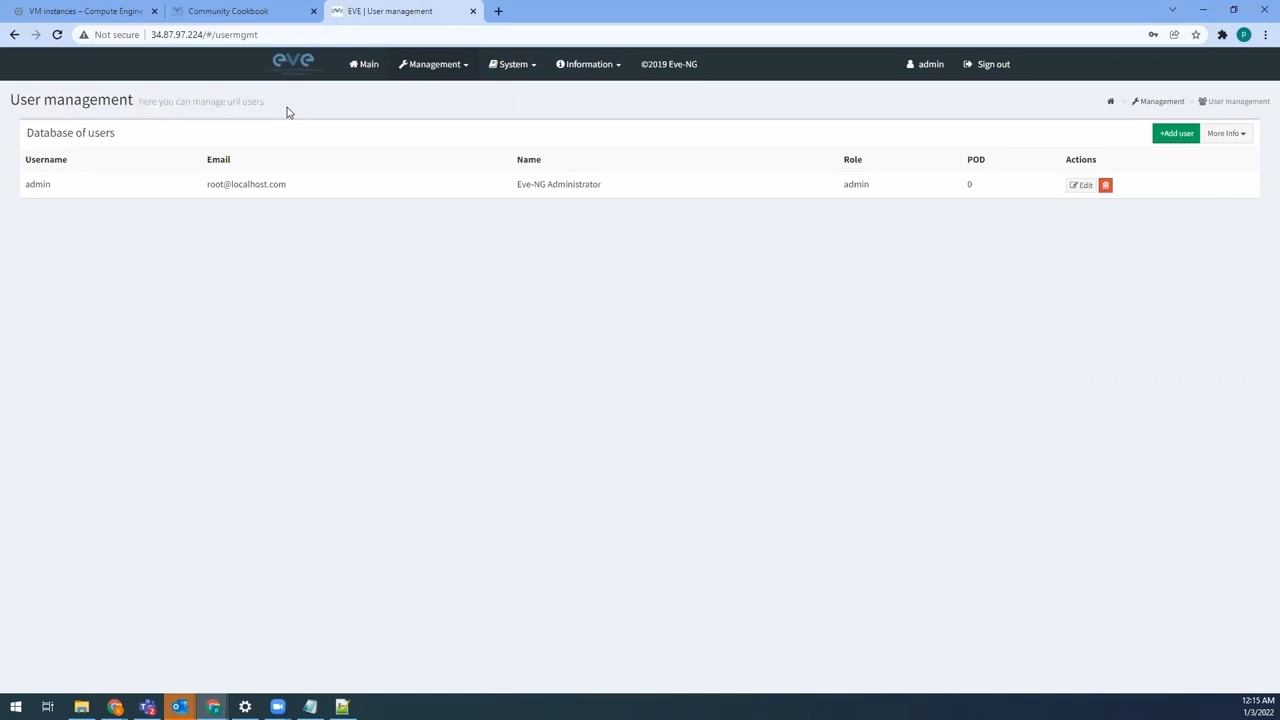 VM instances – Compute Engine
Community Cookbook
EVE | User management
Not secure
34.87.97.224/#/usermgmt
P
eve
Main
Management
System
Information
©2019 Eve-NG
admin
Sign out
User management
here you can manage unl users
Management
User management
Database of users
+Add user
More Info
Username
Email
Name
Role
POD
Actions
admin
root@localhost.com
Eve-NG Administrator
admin
0
Edit
12:15 AM
1/3/2022